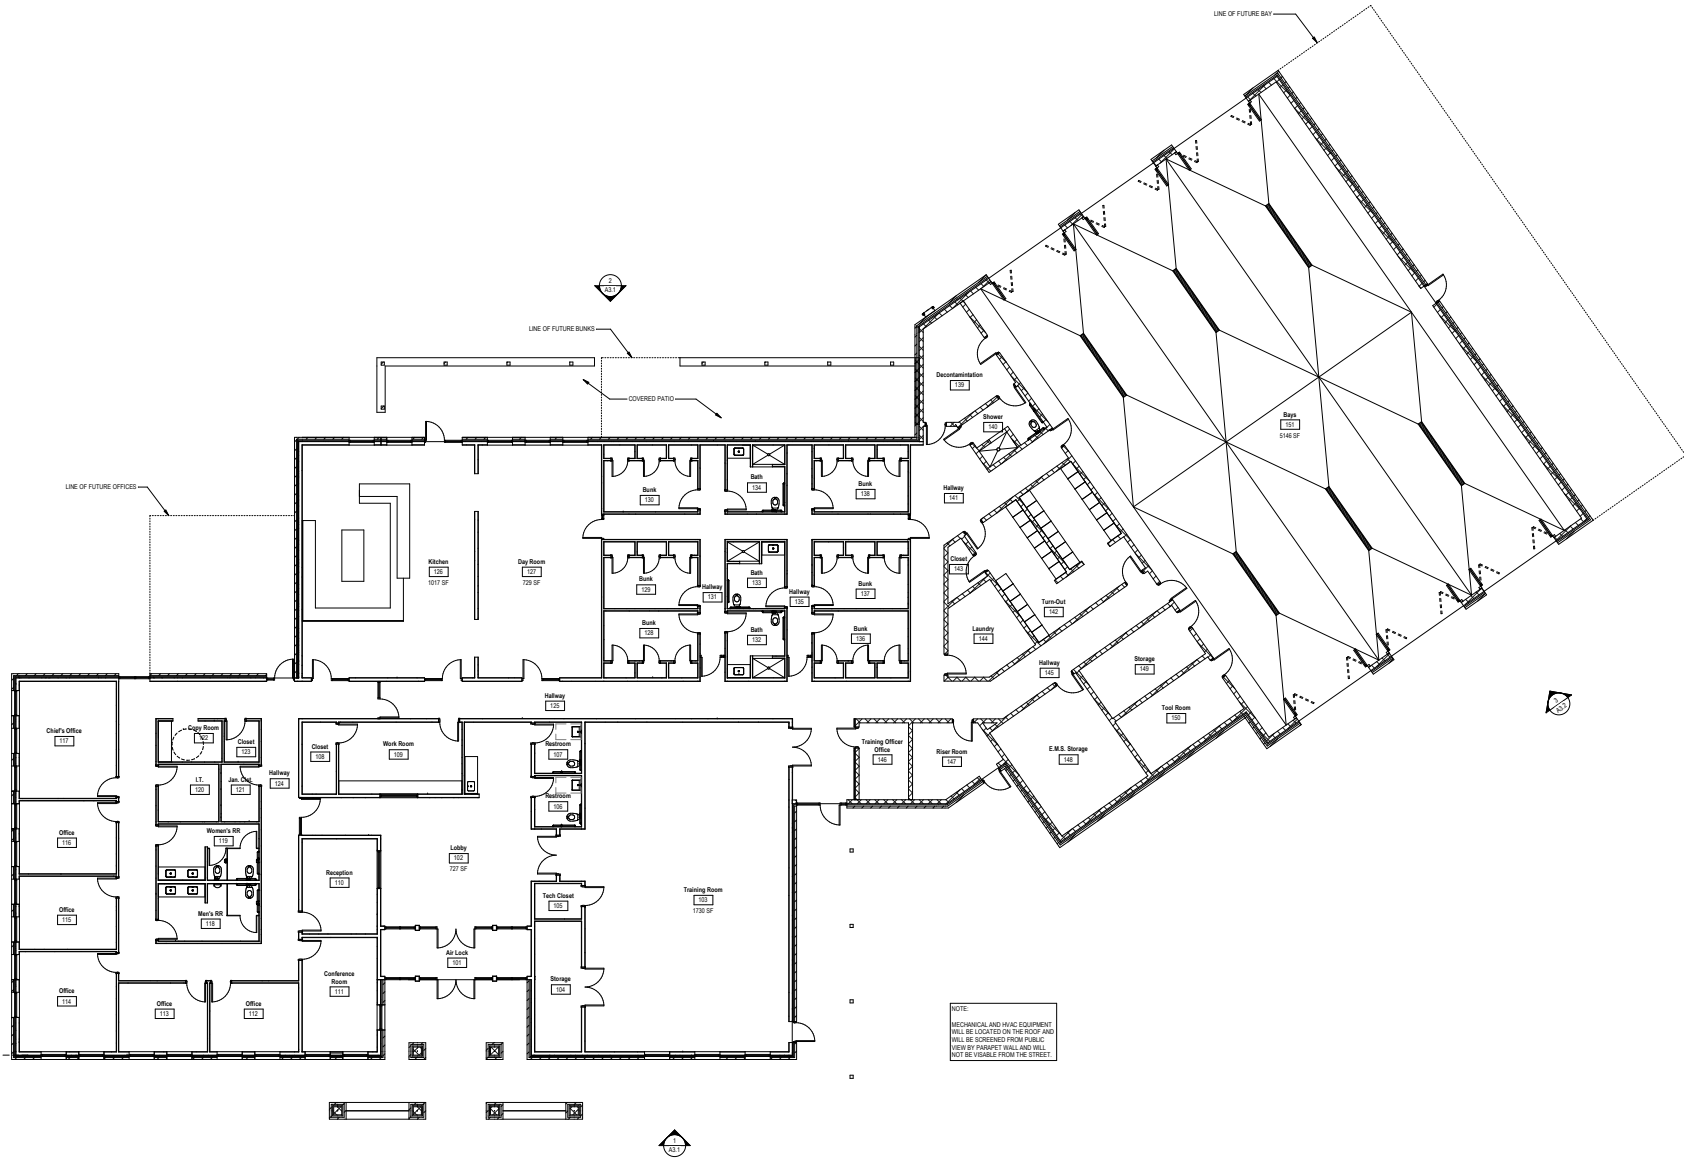 LINE OF FUTURE BAY
2
A3.1
LINE OF FUTURE BUNKS
COVERED PATIO
LINE OF FUTURE OFFICES
Decontamintation
139
Shower
140
Bays
151
5146 SF
Bunk
130
Bath
134
Bunk
138
Hallway
141
Kitchen
126
1017 SF
Day Room
127
729 SF
Bunk
129
Hallway
131
Bath
133
Hallway
135
Bunk
137
Closet
143
Turn-Out
142
Bunk
128
Bath
132
Bunk
136
Laundry
144
Hallway
145
Storage
149
Tool Room
150
Hallway
125
3
A3.2
Chief's Office
117
Copy Room
122
Closet
123
Closet
108
Work Room
109
Restroom
107
Training Officer
Office
146
Riser Room
147
E.M.S. Storage
148
I.T.
120
Jan. Clst.
121
Hallway
124
Restroom
106
Office
116
Women's RR
119
Lobby
102
727 SF
Reception
110
Training Room
103
1730 SF
Tech Closet
105
Office
115
Men's RR
118
Air Lock
101
Conference
Room
111
Storage
104
Office
114
Office
113
Office
112
NOTE:
MECHANICAL AND HVAC EQUIPMENT
WILL BE LOCATED ON THE ROOF AND
WILL BE SCREENED FROM PUBLIC
VIEW BY PARAPET WALL AND WILL
NOT BE VISABLE FROM THE STREET.
1
A3.1